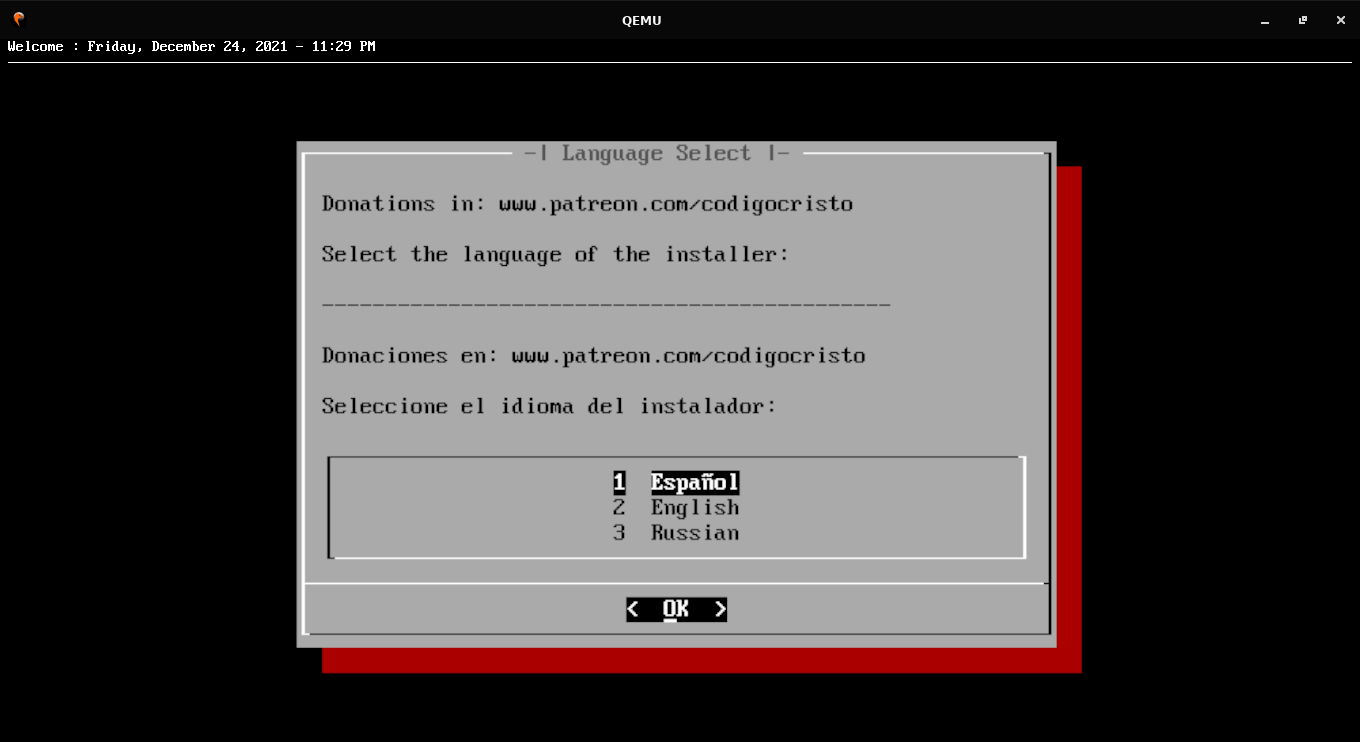 QEMU
Welcome : Friday, December 24, 2021 - 11:29 PM
-| Language Select |-
Donations in: www.patreon.com/codigocristo
Select the language of the installer:
---------------------------------------------
Donaciones en: www.patreon.com/codigocristo
Seleccione el idioma del instalador:
1 Español
2 English
3 Russian
< OK >